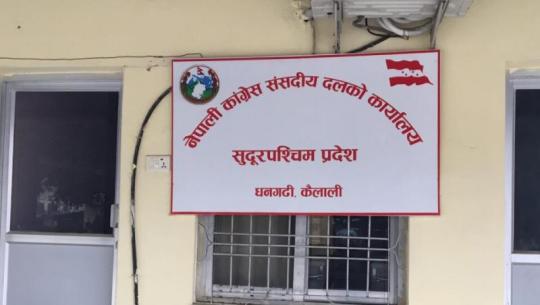 नेपाली कांग्रेस संसदीय दलको कार्यालय
सुदूरपश्चिम प्रदेश
धनगढी, कैलाली